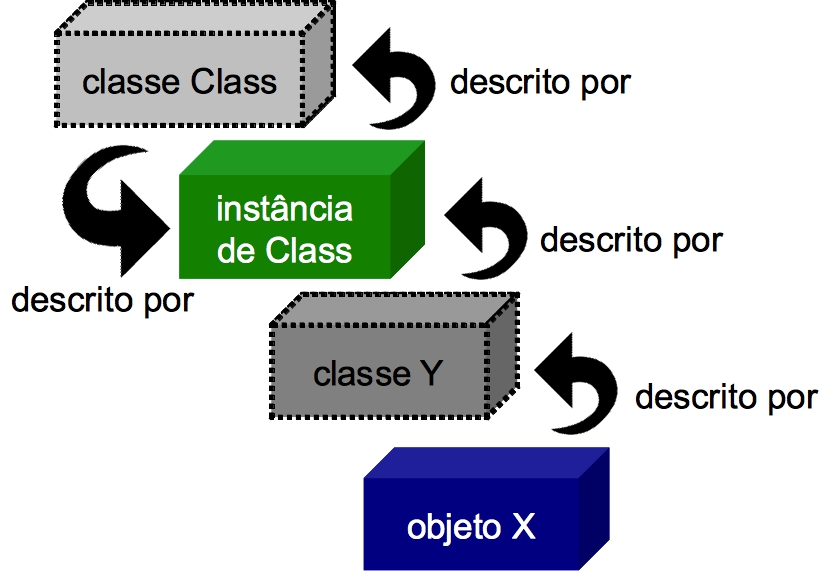 classe Class
descrito por
instância
de Class
descrito por
descrito por
classe Y
descrito por
objeto X